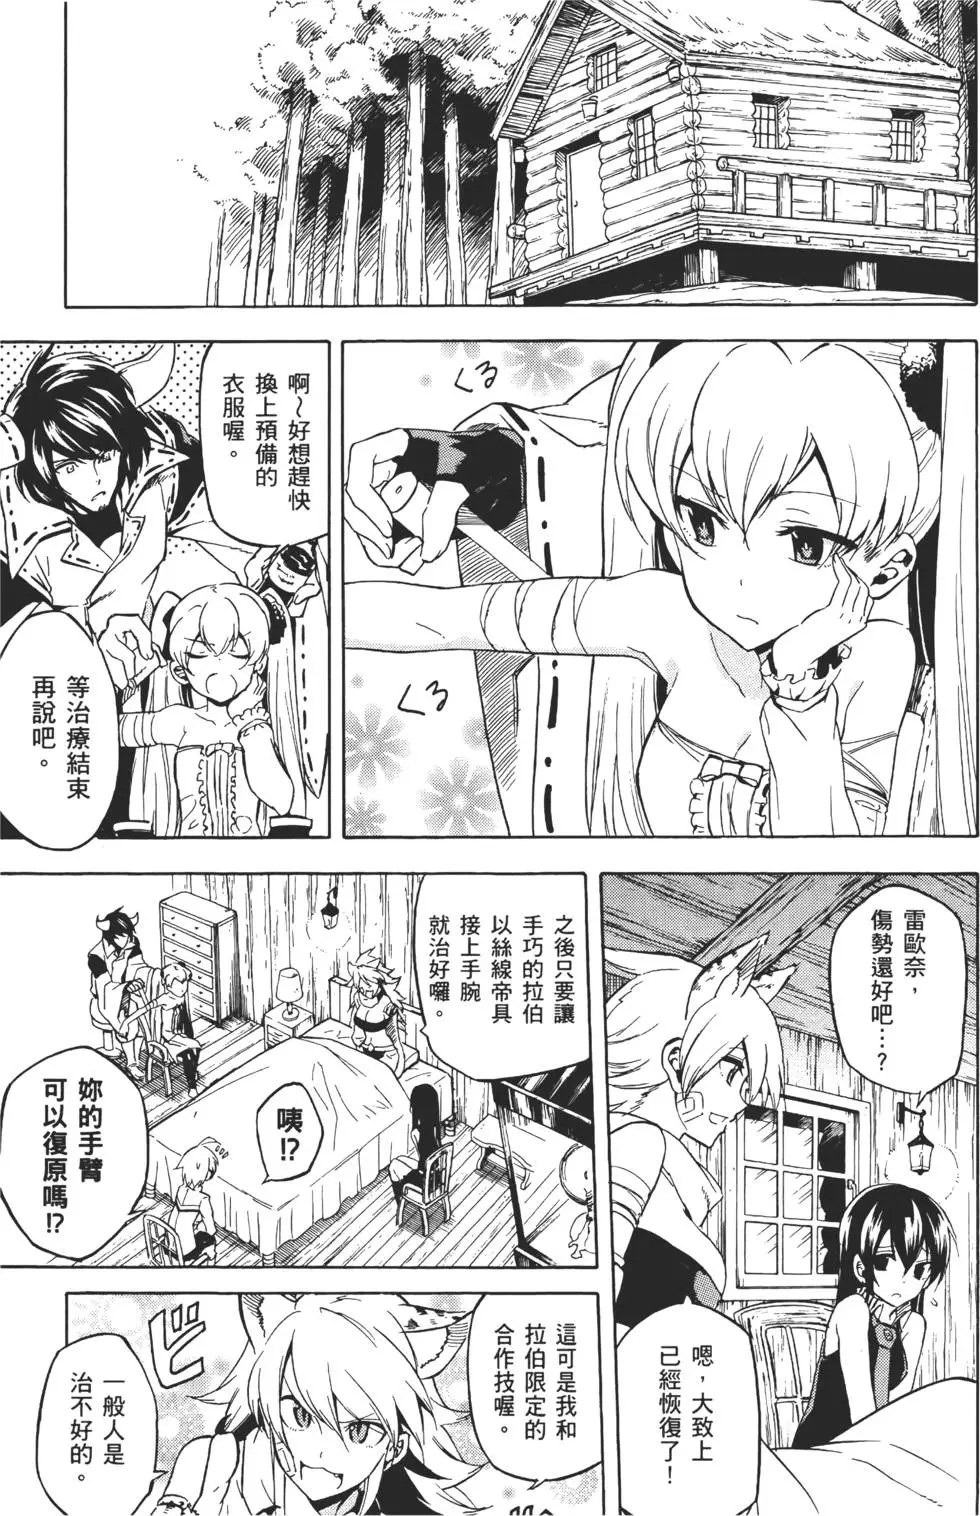 くる
くる
啊～好想趕快
換上預備的
衣服喔。
等治療結束
再說吧。
雷歐奈，
傷勢還好吧…？
嗯，大致上
已經恢復了！
之後只要讓
手巧的拉伯
以絲線帝具
接上手腕
就治好囉。
咦!?
妳的手臂
可以復原嗎!?
這可是我和
拉伯限定的
合作技喔。
ビ
一般人是
治不好的。